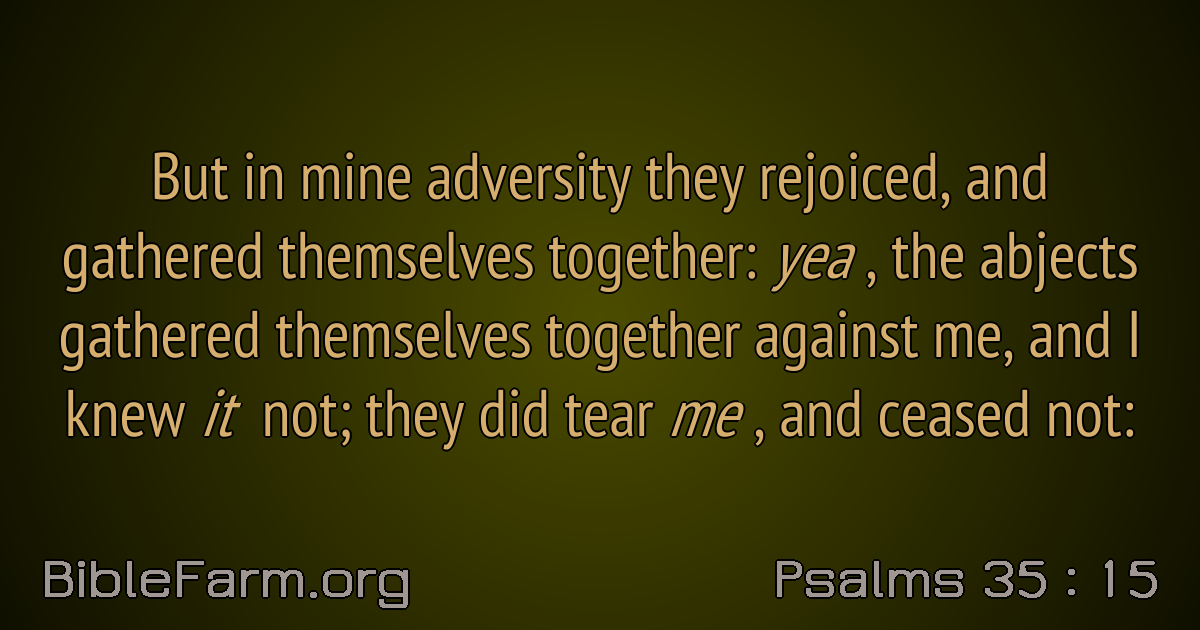 But in mine adversity they rejoiced, and
gathered themselves together: yea , the abjects
gathered themselves together against me, and I
knew it not; they did tear me , and ceased not:
BibleFarm.org
Psalms 35 : 15